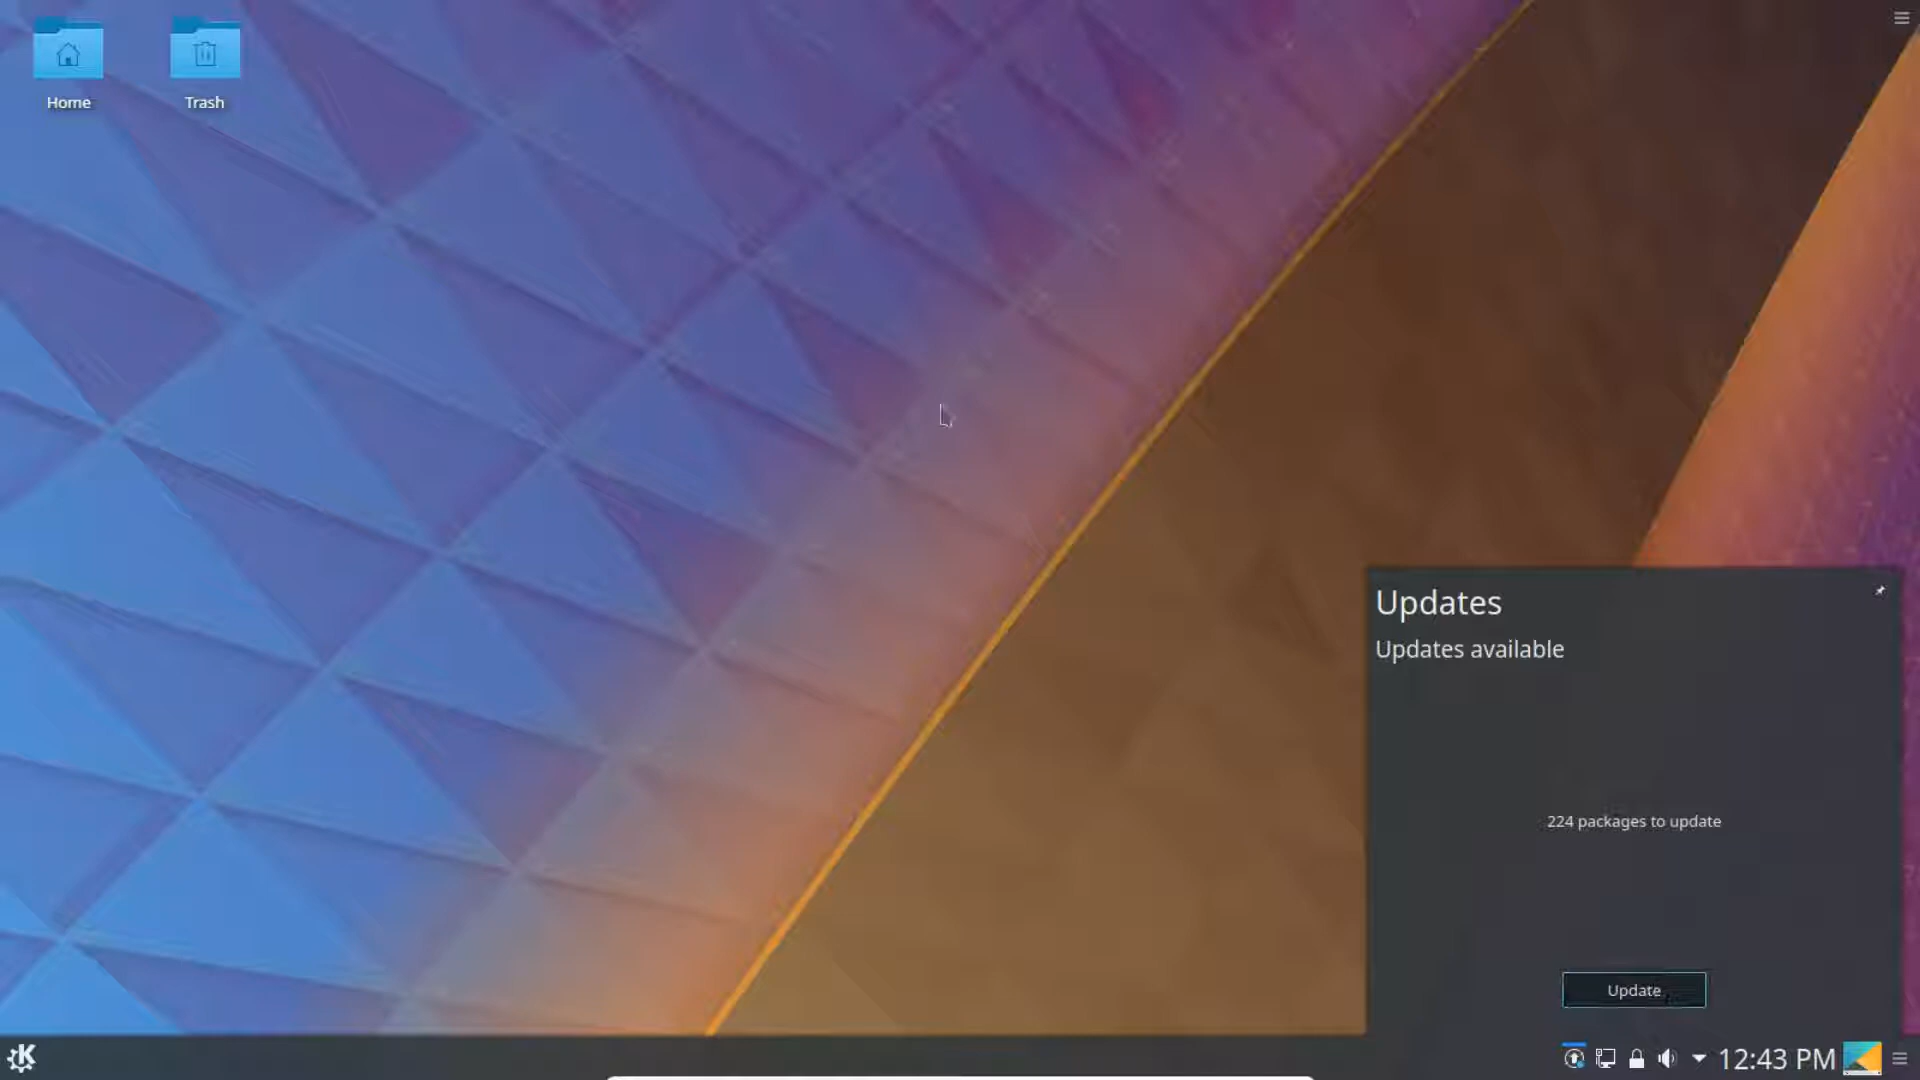 Home
Trash
Updates
Updates available
224 packages to update
Update
12:43 PM